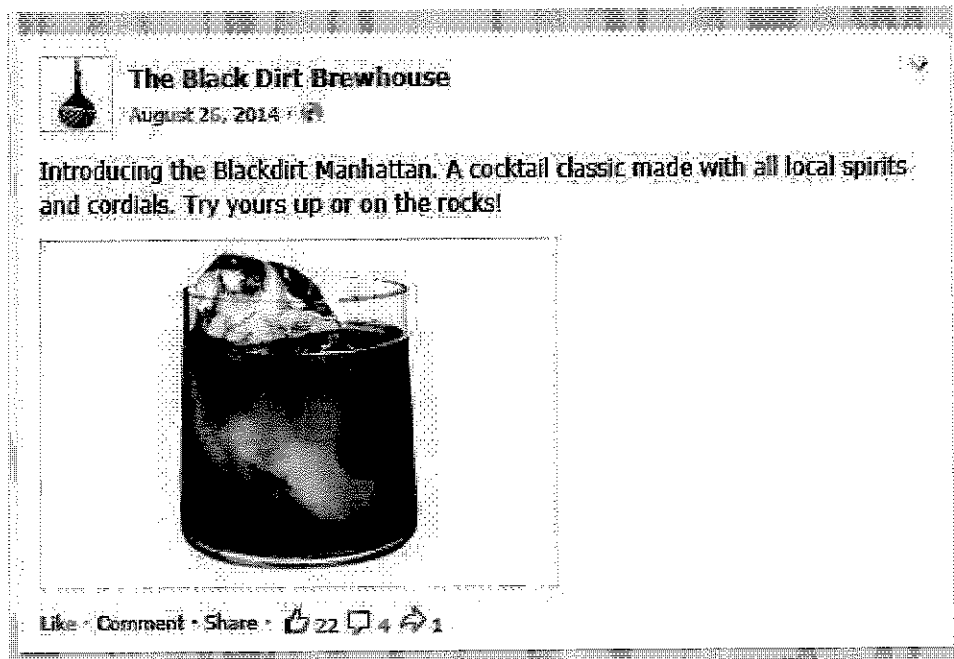 The Black Dirt Brewhouse
August 26, 2014
Introducing the Blackdirt Manhattan. A cocktail classic made with all local spirits
and cordials. Try yours up or on the rocks!
Like · Comment · Share · 22 4 1